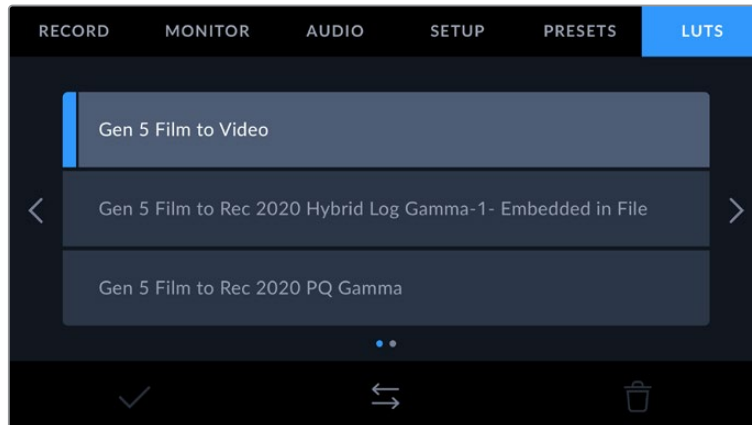 RECORD MONITOR AUDIO SETUP PRESETS LUTS
Gen 5 Film to Video
Gen 5 Film to Rec 2020 Hybrid Log Gamma-1- Embedded in File
Gen 5 Film to Rec 2020 PQ Gamma